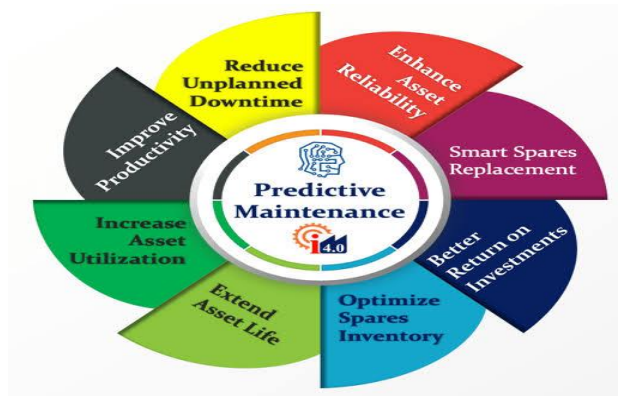 Predictive
Maintenance
i4.0
Reduce
Unplanned
Downtime
Enhance
Asset
Reliability
Smart Spares
Replacement
Better
Return on
Investments
Optimize
Spares
Inventory
Extend
Asset Life
Increase
Asset
Utilization
Improve
Productivity